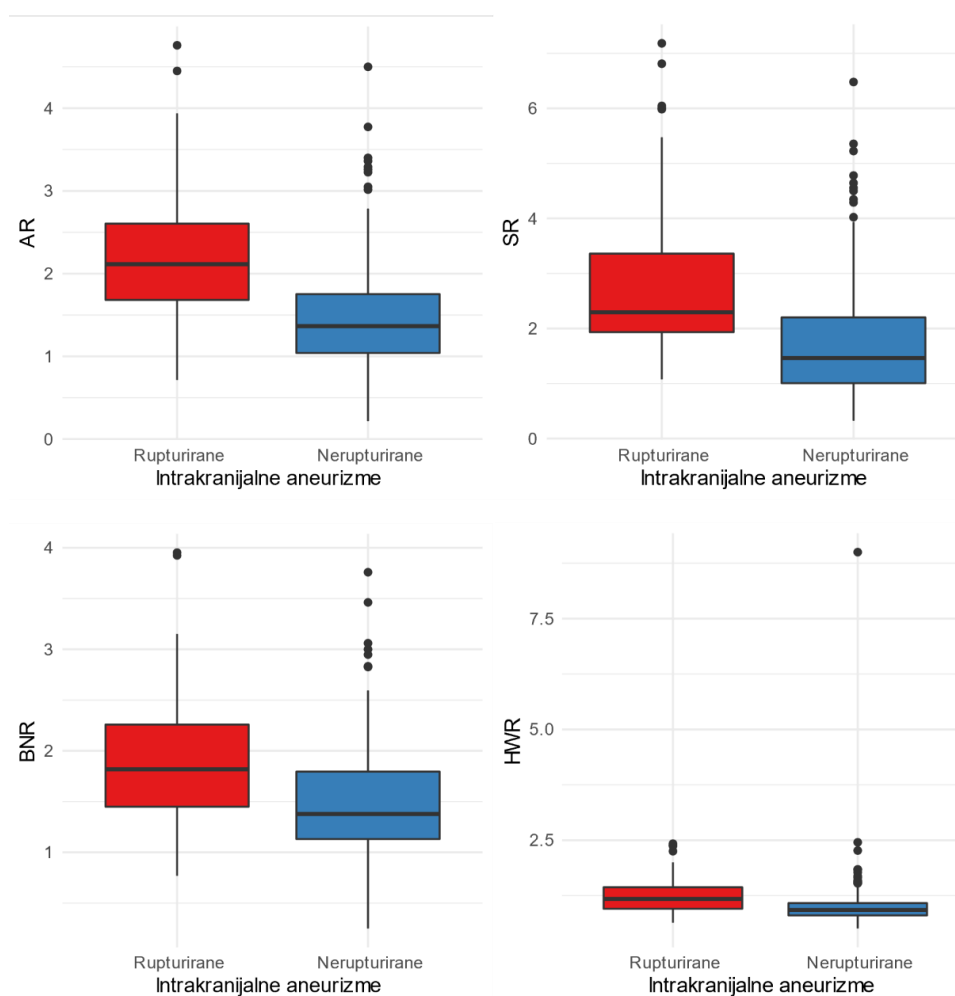 AR
4
3
2
1
0
Rupturirane Nerupturirane
Intrakranijalne aneurizme
SR
6
4
2
0
Rupturirane Nerupturirane
Intrakranijalne aneurizme
BNR
4
3
2
1
Rupturirane Nerupturirane
Intrakranijalne aneurizme
HWR
7.5
5.0
2.5
Rupturirane Nerupturirane
Intrakranijalne aneurizme